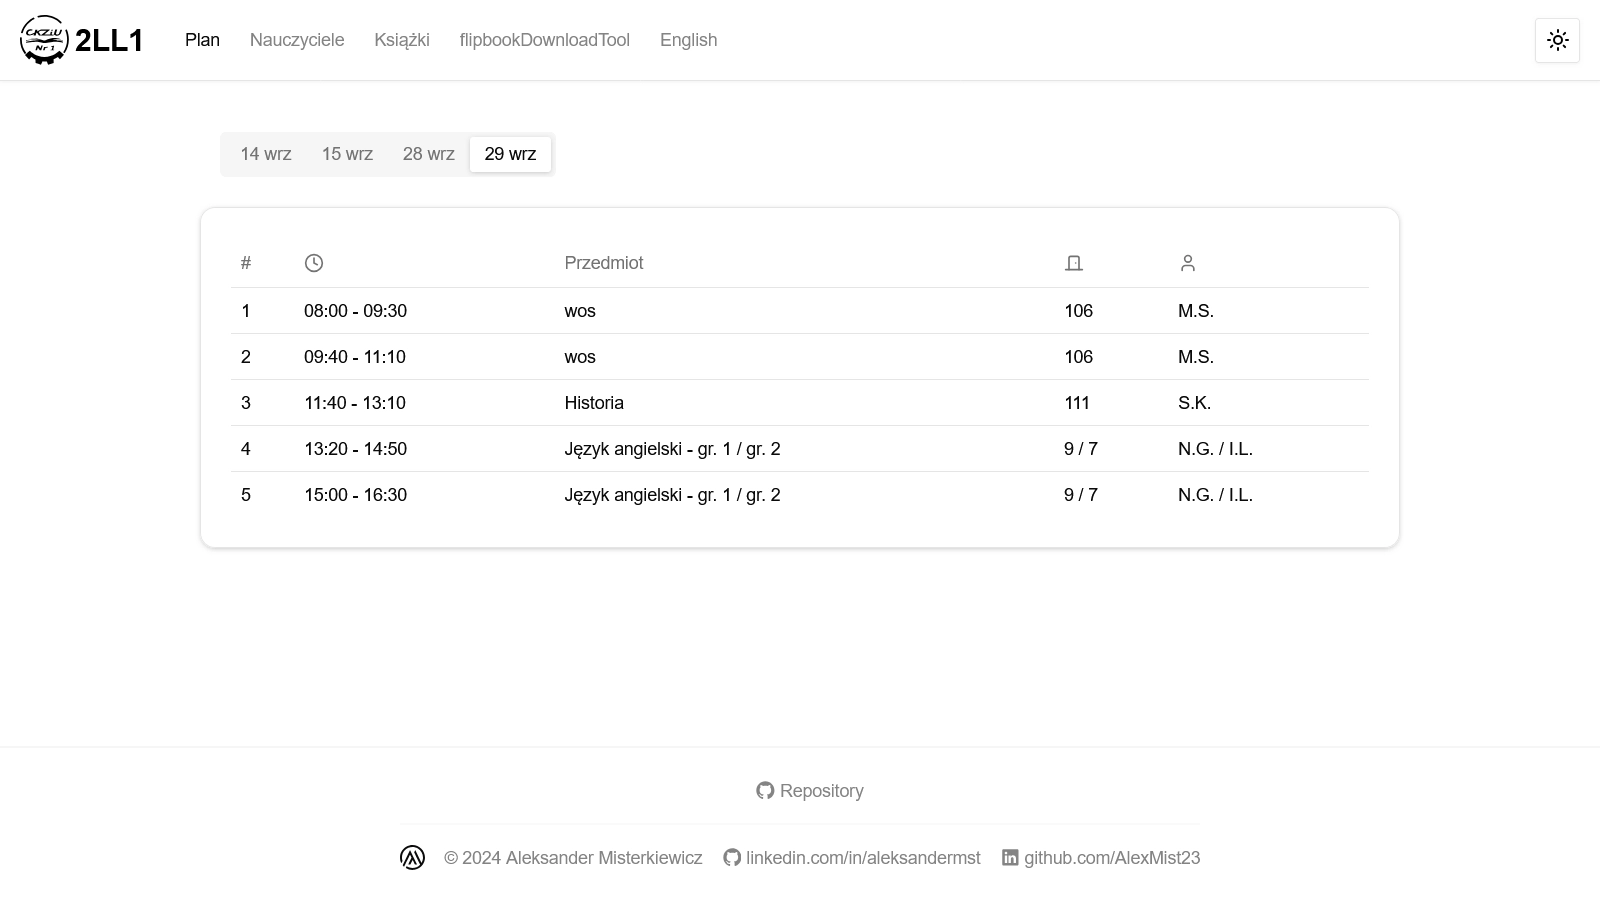 CKZiU Nr 1 2LL1 Plan Nauczyciele Książki flipbookDownloadTool English
14 wrz 15 wrz 28 wrz 29 wrz
# Przedmiot
1 08:00 - 09:30 wos 106 M.S.
2 09:40 - 11:10 wos 106 M.S.
3 11:40 - 13:10 Historia 111 S.K.
4 13:20 - 14:50 Język angielski - gr. 1 / gr. 2 9 / 7 N.G. / I.L.
5 15:00 - 16:30 Język angielski - gr. 1 / gr. 2 9 / 7 N.G. / I.L.
Repository
© 2024 Aleksander Misterkiewicz linkedin.com/in/aleksandermst github.com/AlexMist23